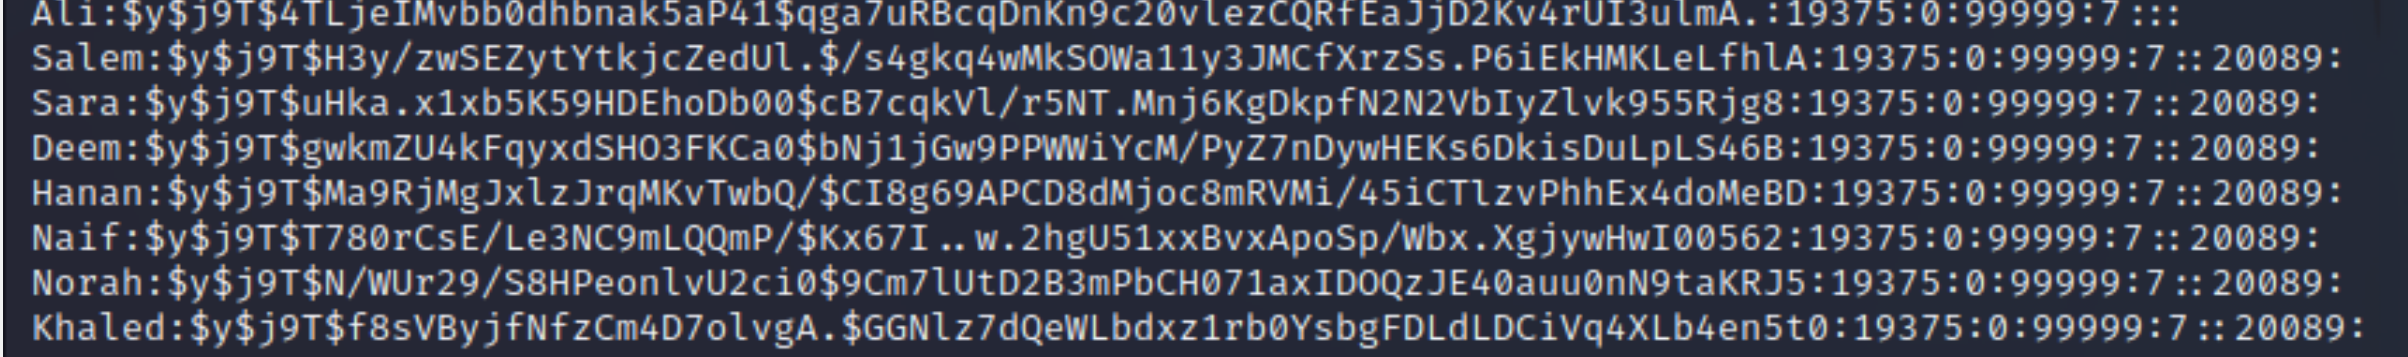 Ali:$y$j9T$4TLjeIMvbb0dhbnak5aP41$qga7uRBcqDnKn9c20vlezCQRfEaJjD2Kv4rUI3ulmA.:19375:0:99999:7:::
Salem:$y$j9T$H3y/zwSEZytYtkjcZedUl.$/s4gkq4wMkSOWa11y3JMCfXrzSs.P6iEkHMKLeLfhlA:19375:0:99999:7::20089:
Sara:$y$j9T$uHka.x1xb5K59HDEhoDb00$cB7cqkVl/r5NT.Mnj6KgDkpfN2N2VbIyZlvk955Rjg8:19375:0:99999:7::20089:
Deem:$y$j9T$gwkmZU4kFqyxdSHO3FKCa0$bNj1jGw9PPWWiYcM/PyZ7nDywHEKs6DkisDuLpLS46B:19375:0:99999:7::20089:
Hanan:$y$j9T$Ma9RjMgJxlzJrqMKvTwbQ/$CI8g69APCD8dMjoc8mRVMi/45iCTlzvPhhEx4doMeBD:19375:0:99999:7::20089:
Naif:$y$j9T$T780rCsE/Le3NC9mLQQmP/$Kx67I..w.2hgU51xxBvxApoSp/Wbx.XgjywHwI00562:19375:0:99999:7::20089:
Norah:$y$j9T$N/WUr29/S8HPeonlvU2ci0$9Cm7lUtD2B3mPbCH071axIDOQzJE40auu0nN9taKRJ5:19375:0:99999:7::20089:
Khaled:$y$j9T$f8sVByjfNfzCm4D7olvgA.$GGNlz7dQeWLbdxz1rb0YsbgFDLdLDCiVq4XLb4en5t0:19375:0:99999:7::20089: